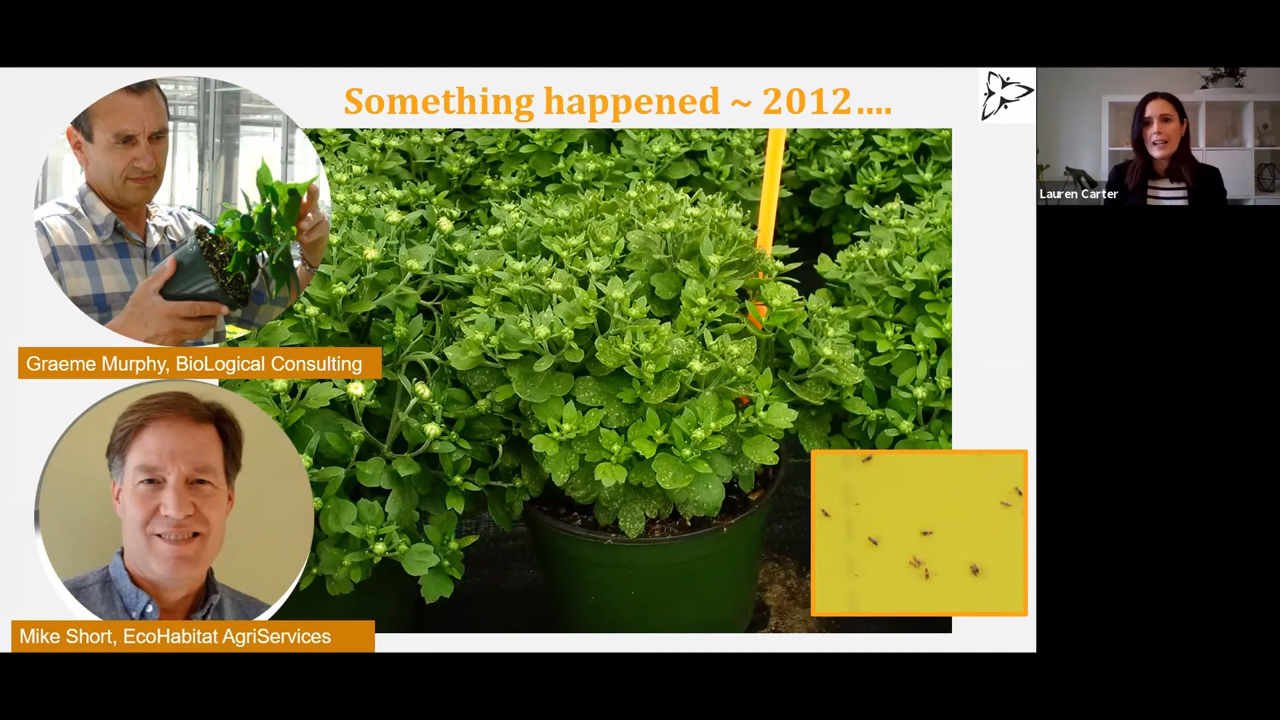 Something happened ~ 2012....
Lauren Carter
Graeme Murphy, BioLogical Consulting
Mike Short, EcoHabitat AgriServices